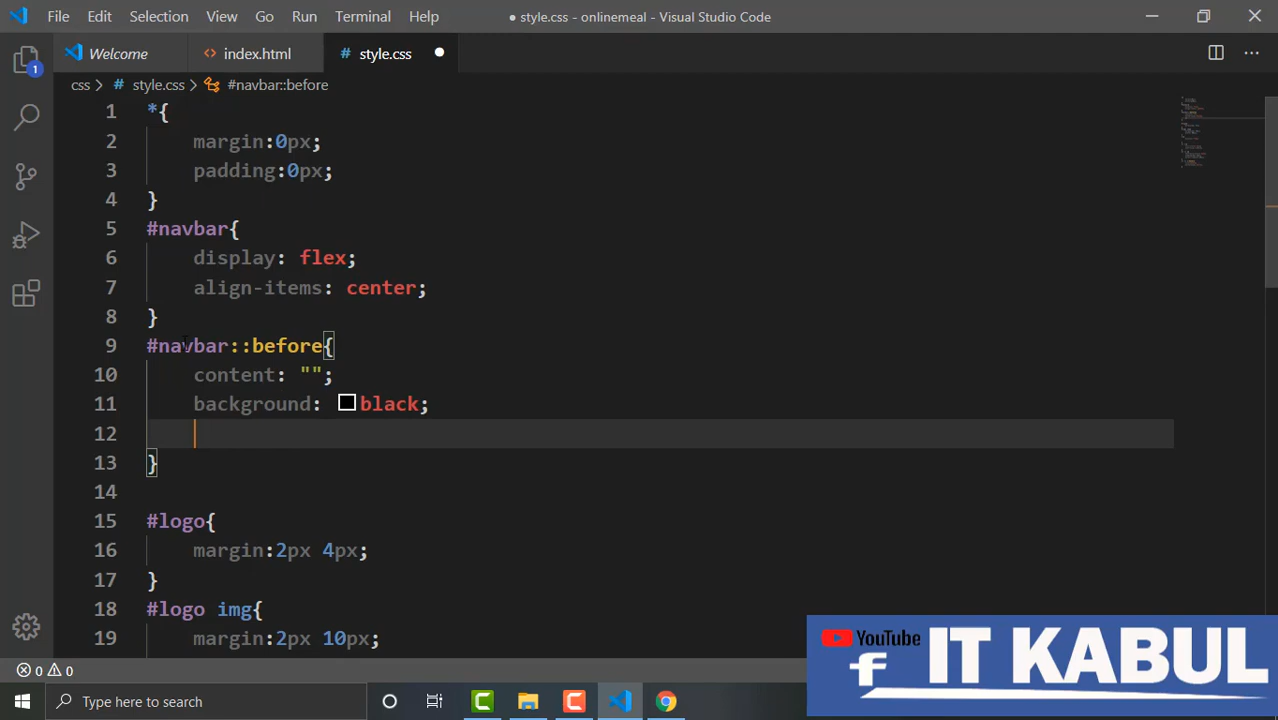 File Edit Selection View Go Run Terminal Help ● style.css - onlinemeal - Visual Studio Code
Welcome <> index.html # style.css ●
1
css > # style.css > #navbar::before
1 *{
2 margin:0px;
3 padding:0px;
4 }
5 #navbar{
6 display: flex;
7 align-items: center;
8 }
9 #navbar::before{
10 content: "";
11 background: black;
12
13 }
14
15 #logo{
16 margin:2px 4px;
17 }
18 #logo img{
19 margin:2px 10px;
0 0
YouTube
f IT KABUL
Type here to search